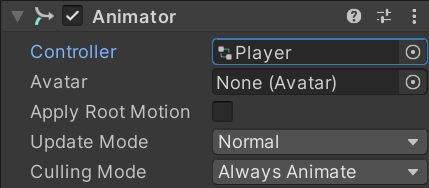 Animator
Controller Player
Avatar None (Avatar)
Apply Root Motion
Update Mode Normal
Culling Mode Always Animate